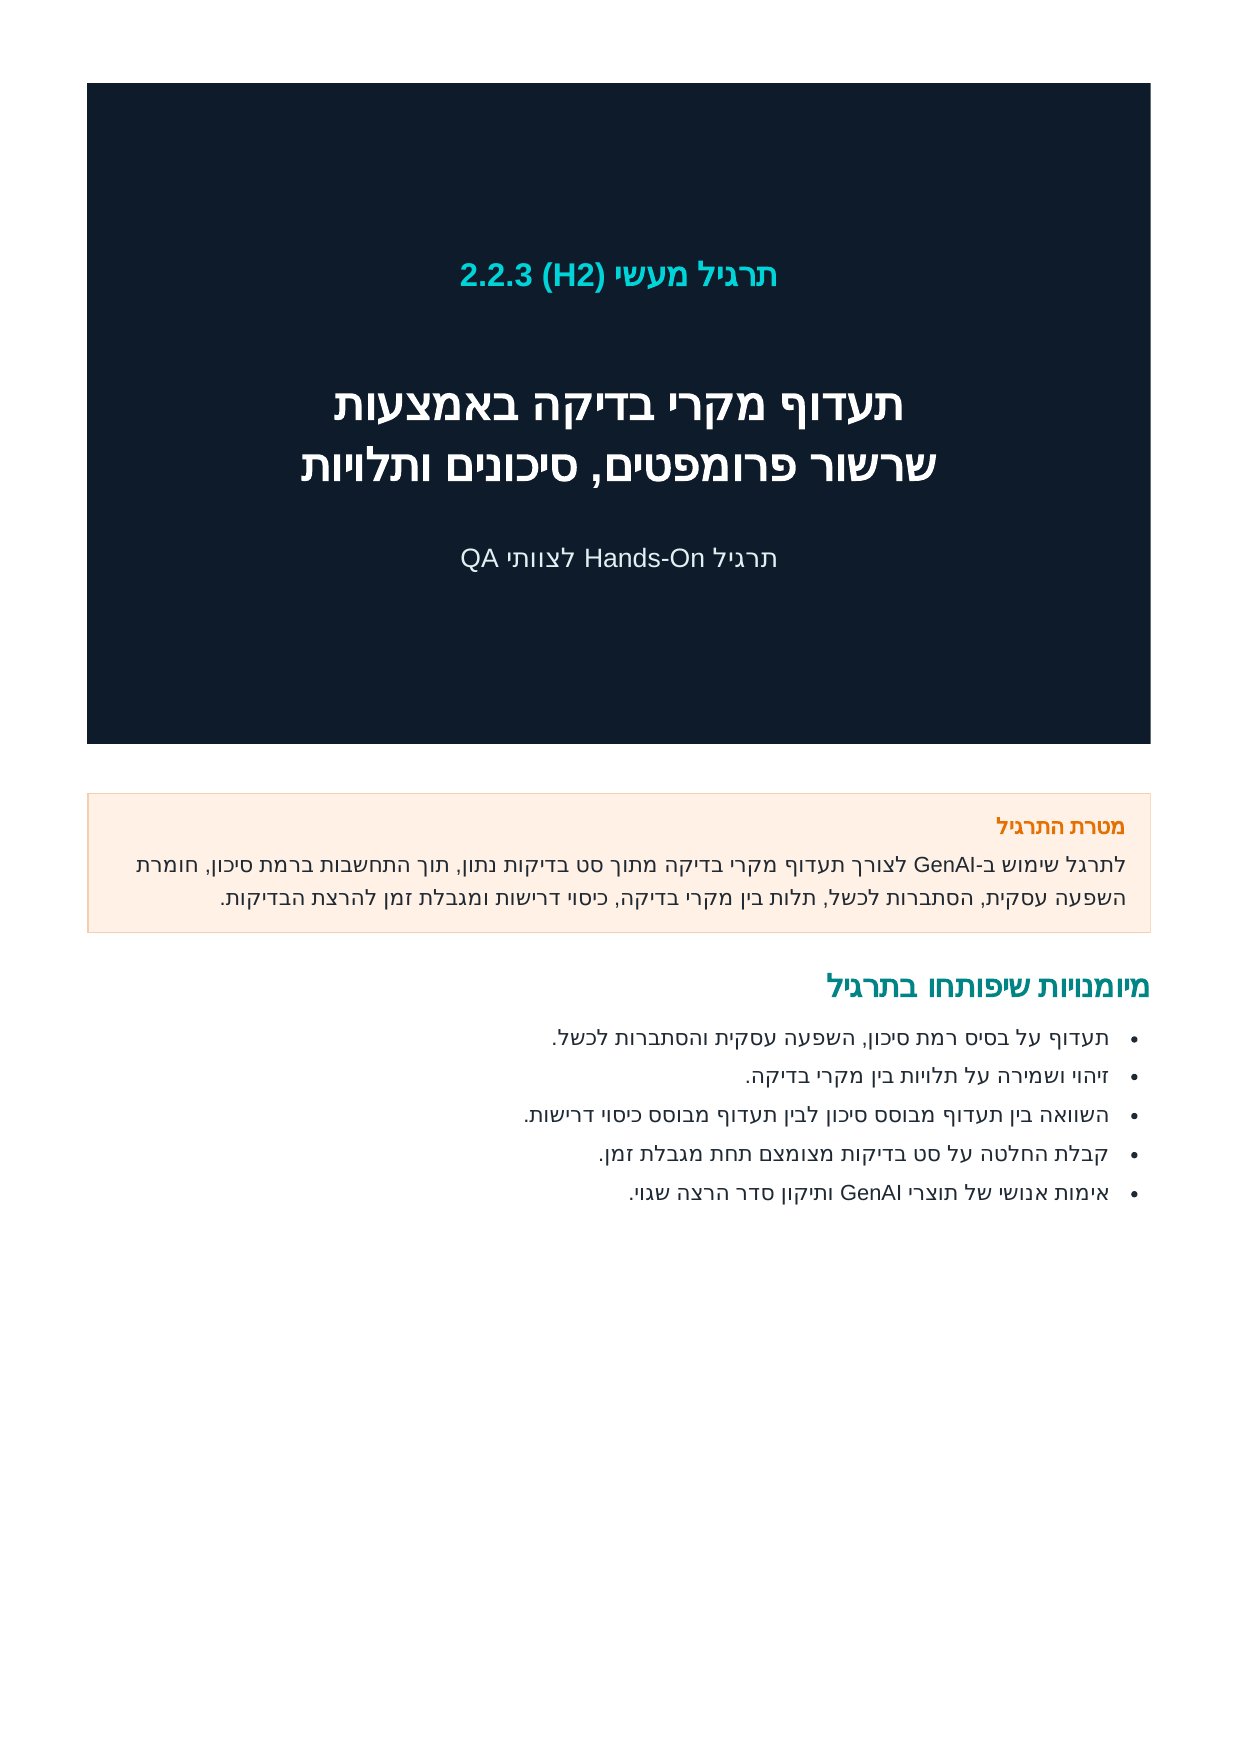 תרגיל מעשי 2.2.3 (H2)
תעדוף מקרי בדיקה באמצעות
שרשור פרומפטים, סיכונים ותלויות
תרגיל Hands-On לצוותי QA
מטרת התרגיל
לתרגל שימוש ב-GenAI לצורך תעדוף מקרי בדיקה מתוך סט בדיקות נתון, תוך התחשבות ברמת סיכון, חומרת
השפעה עסקית, הסתברות לכשל, תלות בין מקרי בדיקה, כיסוי דרישות ומגבלת זמן להרצת הבדיקות.
מיומנויות שיפותחו בתרגיל
• תעדוף על בסיס רמת סיכון, השפעה עסקית והסתברות לכשל.
• זיהוי ושמירה על תלויות בין מקרי בדיקה.
• השוואה בין תעדוף מבוסס סיכון לבין תעדוף מבוסס כיסוי דרישות.
• קבלת החלטה על סט בדיקות מצומצם תחת מגבלת זמן.
• אימות אנושי של תוצרי GenAI ותיקון סדר הרצה שגוי.